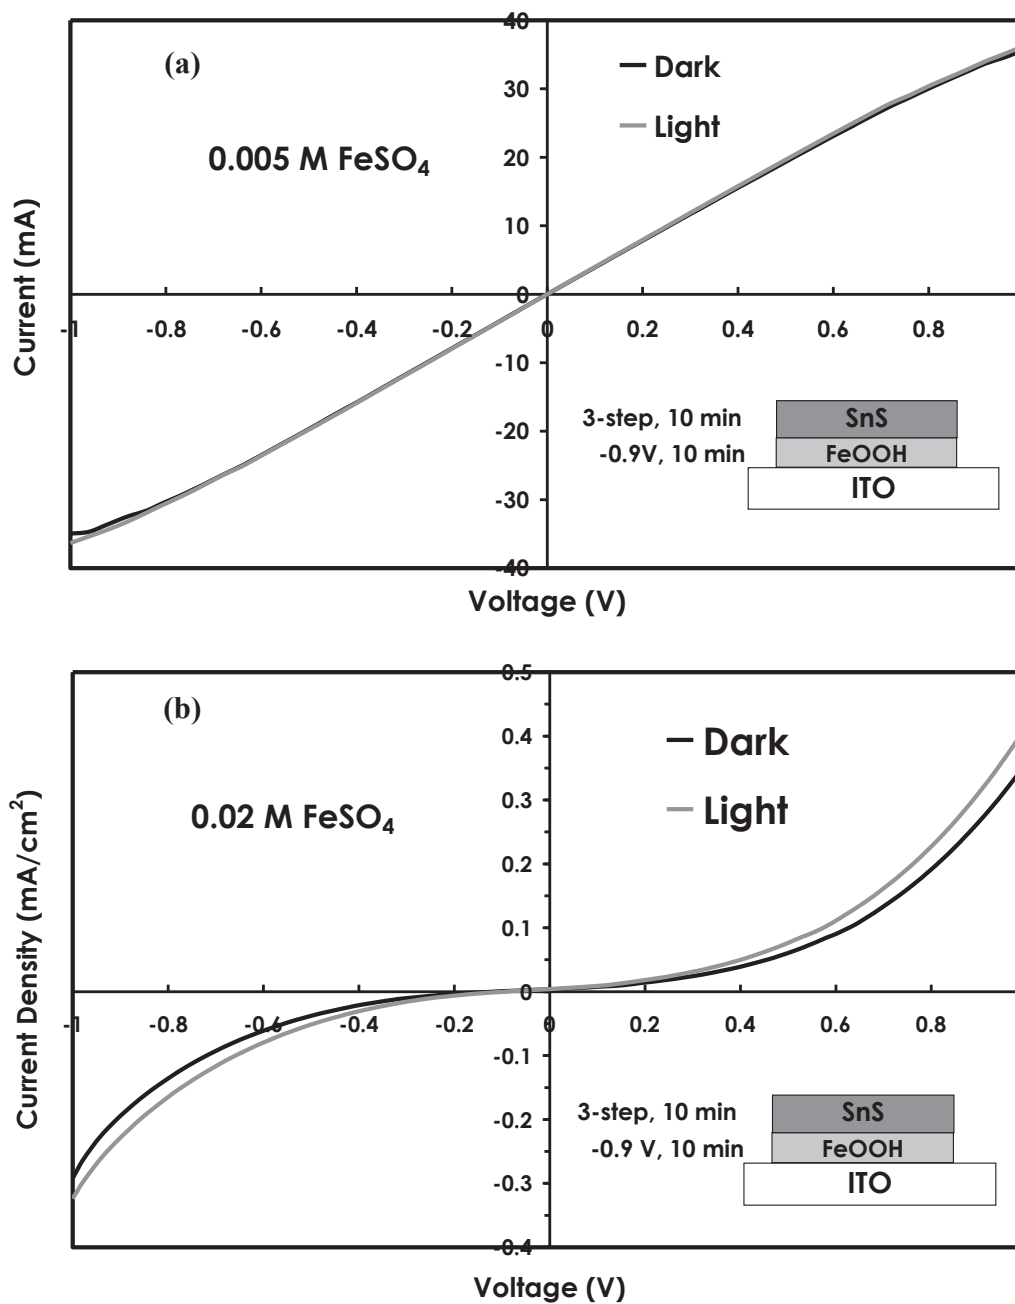 40
(a)
Dark
30
Light
0.005 M FeSO₄
20
10
Current (mA)
0
-1 -0.8 -0.6 -0.4 -0.2 0 0.2 0.4 0.6 0.8
-10
3-step, 10 min SnS
-20
-0.9V, 10 min FeOOH
ITO
-30
-40
Voltage (V)
0.5
(b)
Dark
0.4
Light
0.3
0.02 M FeSO₄
0.2
0.1
Current Density (mA/cm²)
0
-1 -0.8 -0.6 -0.4 -0.2 0 0.2 0.4 0.6 0.8
-0.1
3-step, 10 min SnS
-0.2
-0.9 V, 10 min FeOOH
ITO
-0.3
-0.4
Voltage (V)